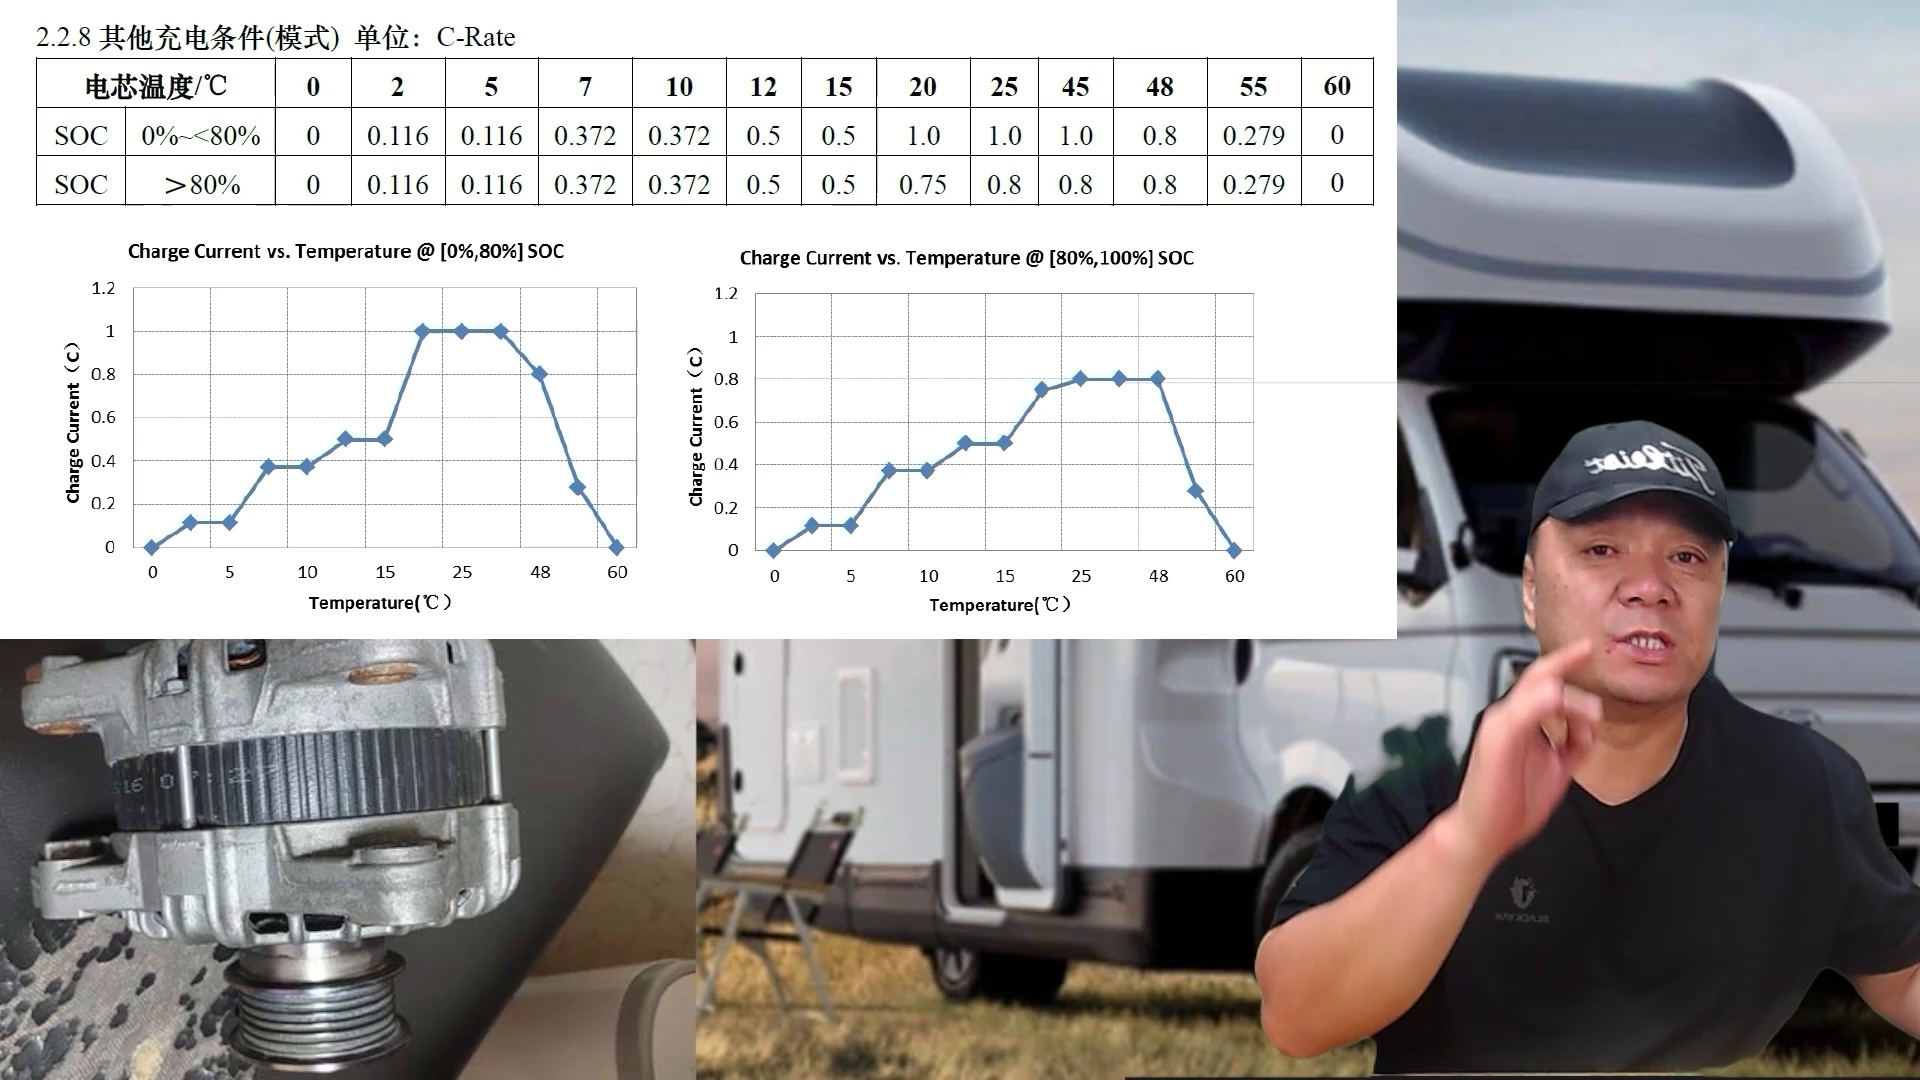 2.2.8 其他充电条件(模式) 单位：C-Rate
电芯温度/℃ 0 2 5 7 10 12 15 20 25 45 48 55 60
SOC 0%~<80% 0 0.116 0.116 0.372 0.372 0.5 0.5 1.0 1.0 1.0 0.8 0.279 0
SOC ＞80% 0 0.116 0.116 0.372 0.372 0.5 0.5 0.75 0.8 0.8 0.8 0.279 0
Charge Current vs. Temperature @ [0%,80%] SOC
Charge Current（C）
1.2
1
0.8
0.6
0.4
0.2
0
0 5 10 15 25 48 60
Temperature(℃）
Charge Current vs. Temperature @ [80%,100%] SOC
Charge Current（C）
1.2
1
0.8
0.6
0.4
0.2
0
0 5 10 15 25 48 60
Temperature(℃）
Titleist